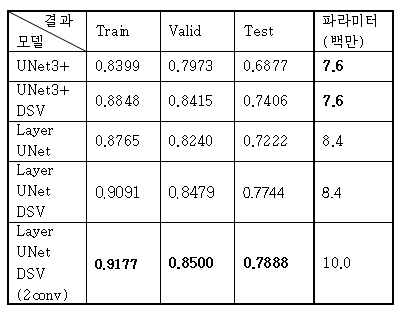 결과
모델
Train Valid Test 파라미터
(백만)
UNet3+ 0.8399 0.7973 0.6877 7.6
UNet3+
DSV
0.8848 0.8415 0.7406 7.6
Layer
UNet
0.8765 0.8240 0.7222 8.4
Layer
UNet
DSV
0.9091 0.8479 0.7744 8.4
Layer
UNet
DSV
(2conv)
0.9177 0.8500 0.7888 10.0